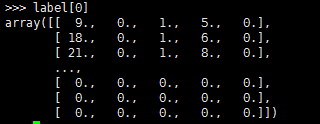 >>> label[0]
array([[ 9., 0., 1., 5., 0.],
[ 18., 0., 1., 6., 0.],
[ 21., 0., 1., 8., 0.],
...,
[ 0., 0., 0., 0., 0.],
[ 0., 0., 0., 0., 0.],
[ 0., 0., 0., 0., 0.]])